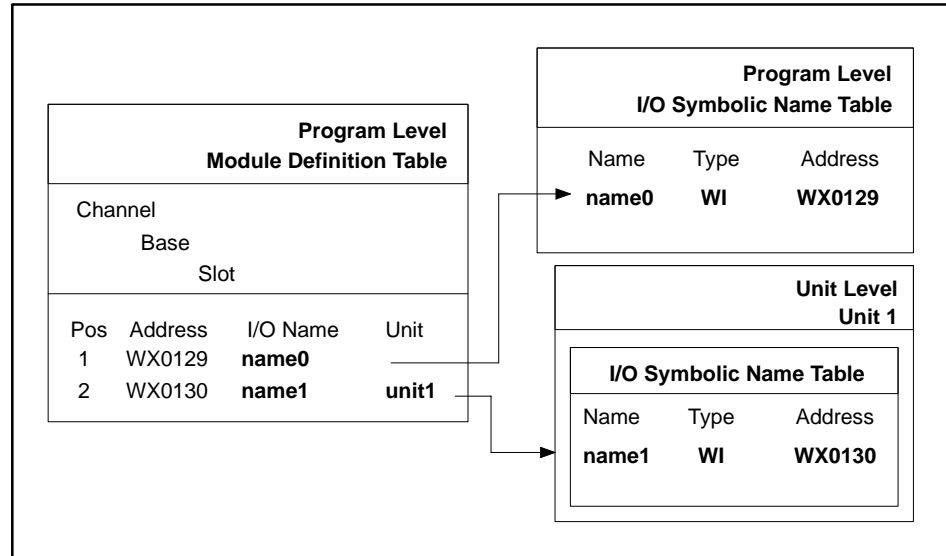 Program Level
Module Definition Table
Channel
Base
Slot
Pos Address I/O Name Unit
1 WX0129 name0
2 WX0130 name1 unit1
Program Level
I/O Symbolic Name Table
Name Type Address
name0 WI WX0129
Unit Level
Unit 1
I/O Symbolic Name Table
Name Type Address
name1 WI WX0130